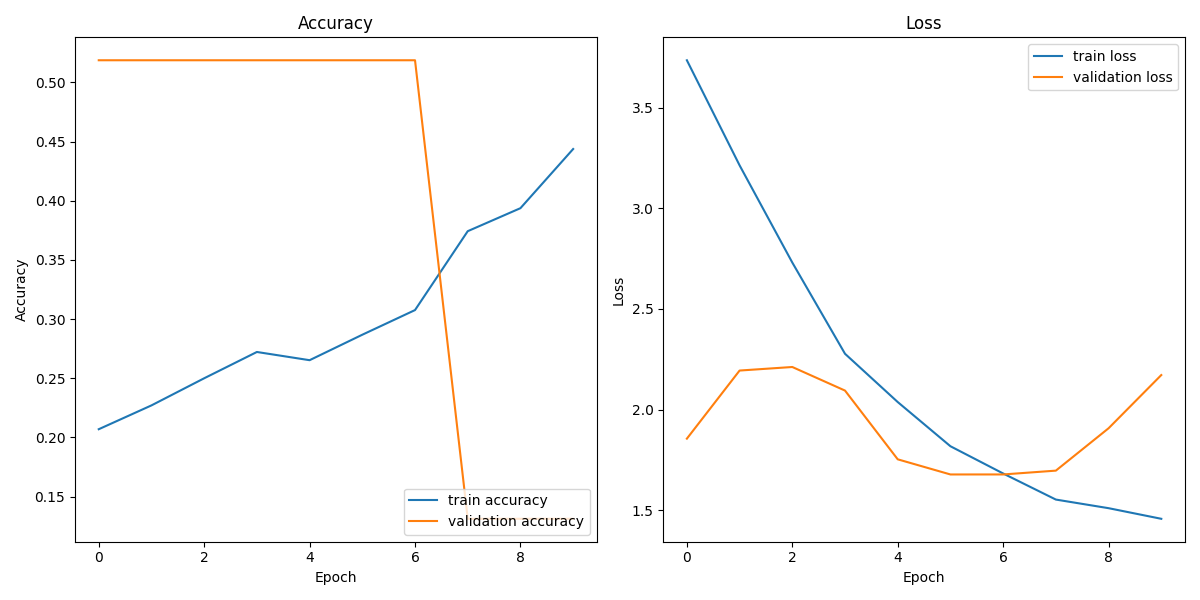 Accuracy
Accuracy
0.50
0.45
0.40
0.35
0.30
0.25
0.20
0.15
train accuracy
validation accuracy
0 2 4 6 8
Epoch
Loss
Loss
3.5
3.0
2.5
2.0
1.5
train loss
validation loss
0 2 4 6 8
Epoch